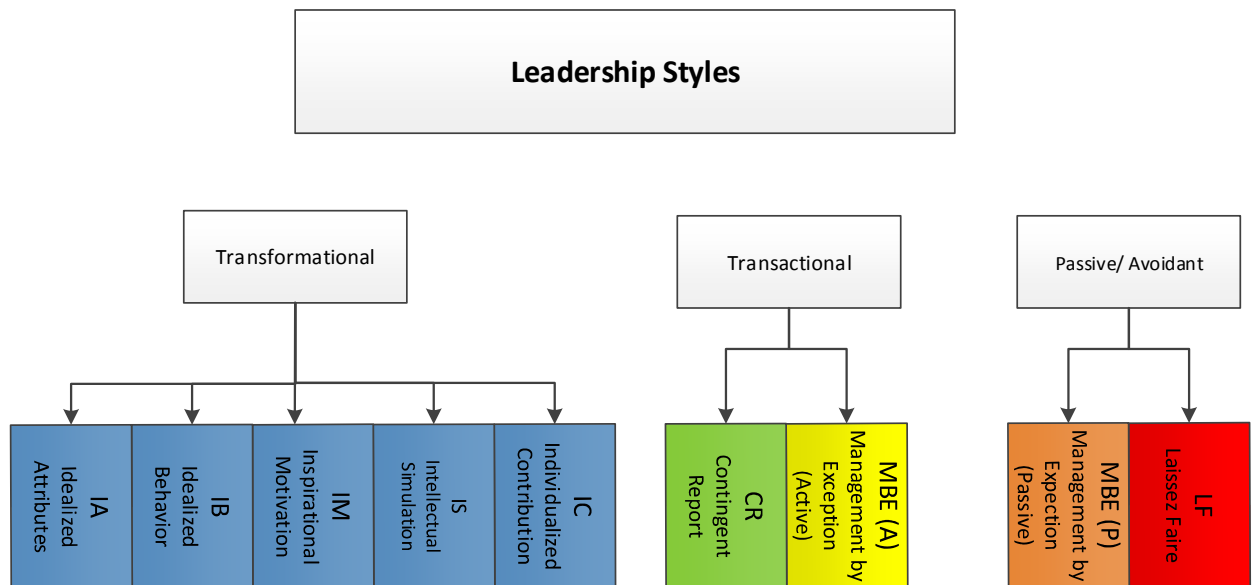 Leadership Styles
Transformational
Transactional
Passive/ Avoidant
IA
Idealized
Attributes
IB
Idealized
Behavior
IM
Inspirational
Motivation
IS
Intellectual
Simulation
IC
Individualized
Contribution
CR
Contingent
Report
MBE (A)
Management by
Exception
(Active)
MBE (P)
Management by
Expection
(Passive)
LF
Laissez Faire